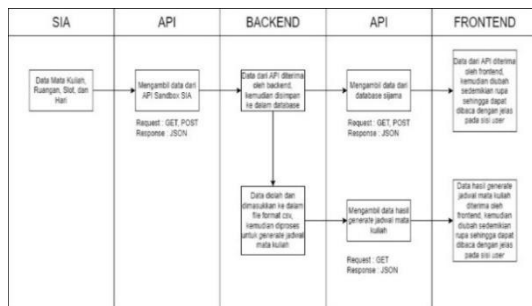 SIA
API
BACKEND
API
FRONTEND
Data Mata Kuliah,
Ruangan, Slot, dan
Hari
Mengambil data dari
API Sandbox SIA
Request : GET, POST
Response : JSON
Data dari API diterima
oleh backend,
kemudian disimpan
ke dalam database
Mengambil data dari
database sijama
Request : GET, POST
Response : JSON
Data dari API diterima
oleh frontend,
kemudian diubah
sedemikian rupa
sehingga dapat
dibaca dengan jelas
pada sisi user
Data diolah dan
dimasukkan ke dalam
file format csv,
kemudian diproses
untuk generate jadwal
mata kuliah
Mengambil data hasil
generate jadwal mata
kuliah
Request : GET
Response : JSON
Data hasil generate
jadwal mata kuliah
diterima oleh
frontend, kemudian
diubah sedemikian
rupa sehingga dapat
dibaca dengan jelas
pada sisi user